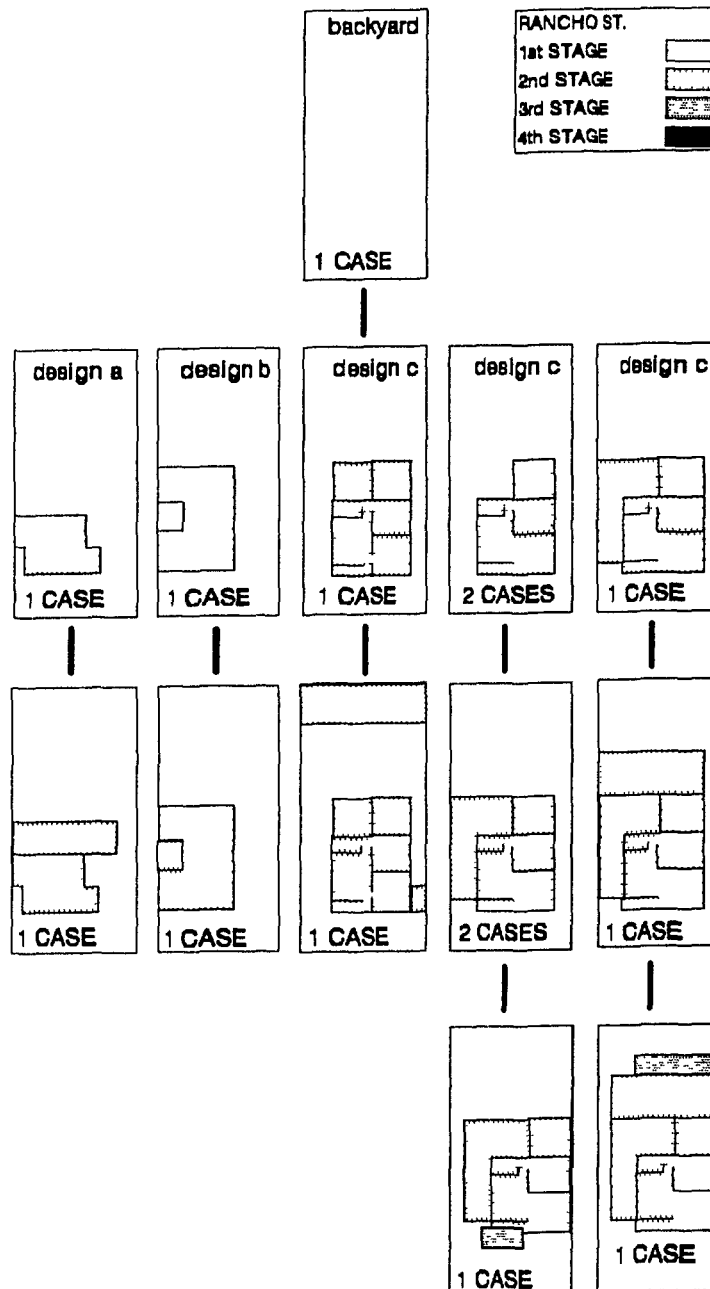 backyard
1 CASE
RANCHO ST.
1st STAGE
2nd STAGE
3rd STAGE
4th STAGE
design a
design b
design c
design c
design c
1 CASE
1 CASE
1 CASE
2 CASES
1 CASE
1 CASE
1 CASE
1 CASE
2 CASES
1 CASE
1 CASE
1 CASE